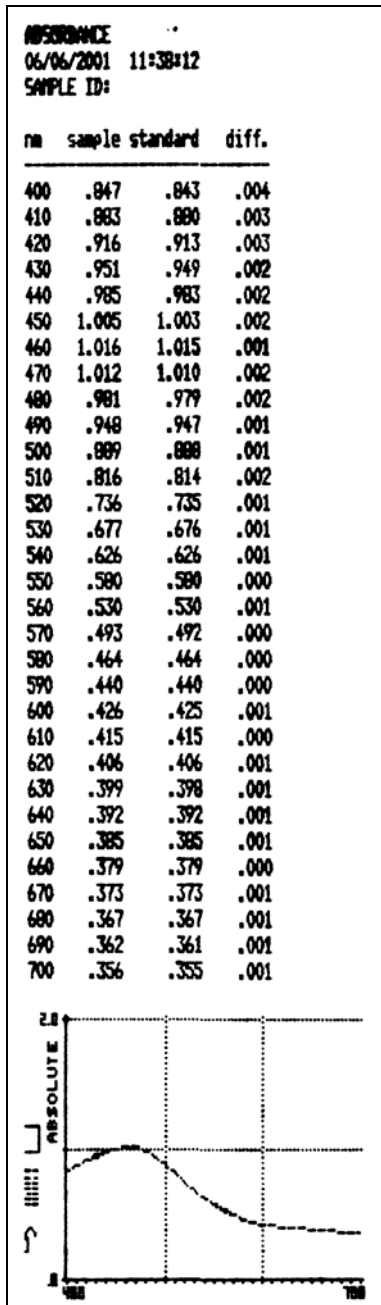 ABSORBANCE
06/06/2001 11:38:12
SAMPLE ID:
nm sample standard diff.
400 .847 .843 .004
410 .883 .880 .003
420 .916 .913 .003
430 .951 .949 .002
440 .985 .983 .002
450 1.005 1.003 .002
460 1.016 1.015 .001
470 1.012 1.010 .002
480 .981 .979 .002
490 .948 .947 .001
500 .889 .888 .001
510 .816 .814 .002
520 .736 .735 .001
530 .677 .676 .001
540 .626 .626 .001
550 .580 .580 .000
560 .530 .530 .001
570 .493 .492 .000
580 .464 .464 .000
590 .440 .440 .000
600 .426 .425 .001
610 .415 .415 .000
620 .406 .406 .001
630 .399 .398 .001
640 .392 .392 .001
650 .385 .385 .001
660 .379 .379 .000
670 .373 .373 .001
680 .367 .367 .001
690 .362 .361 .001
700 .356 .355 .001
2.0
ABSOLUTE
.0
400 700